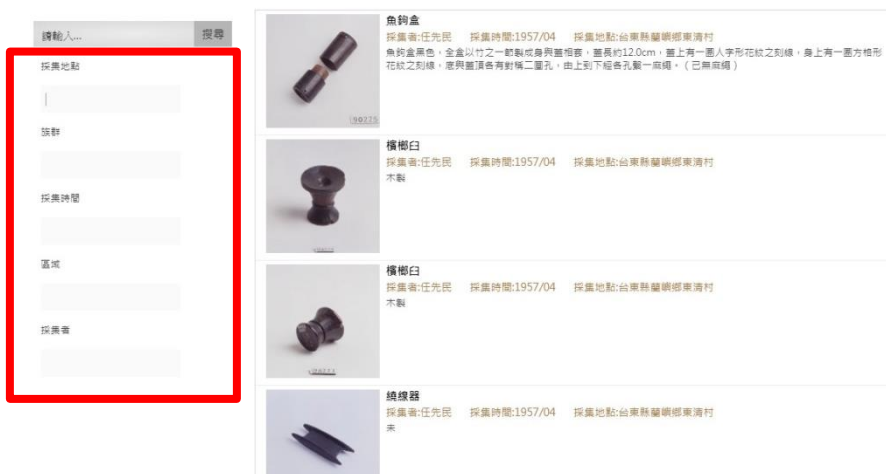 請輸入...
搜尋
採集地點
族群
採集時間
區域
採集者
魚鉤盒
採集者:任先民 採集時間:1957/04 採集地點:台東縣蘭嶼鄉東清村
魚鉤盒黑色，全盒以竹之一節製成身與蓋相套，蓋長約12.0cm，蓋上有一圈人字形花紋之刻線，身上有一圈方格形
花紋之刻線，底與蓋頂各有對稱二圓孔，由上到下經各孔繫一麻繩。(已無麻繩)
檳榔臼
採集者:任先民 採集時間:1957/04 採集地點:台東縣蘭嶼鄉東清村
木製
檳榔臼
採集者:任先民 採集時間:1957/04 採集地點:台東縣蘭嶼鄉東清村
木製
繞線器
採集者:任先民 採集時間:1957/04 採集地點:台東縣蘭嶼鄉東清村